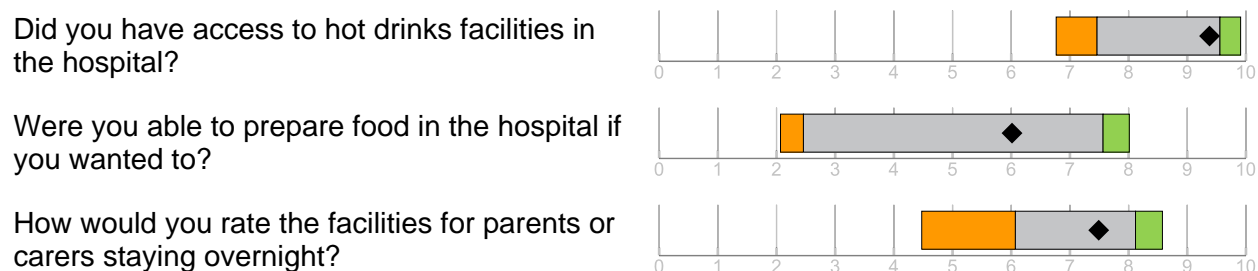 Did you have access to hot drinks facilities in
the hospital?
0 1 2 3 4 5 6 7 8 9 10
Were you able to prepare food in the hospital if
you wanted to?
0 1 2 3 4 5 6 7 8 9 10
How would you rate the facilities for parents or
carers staying overnight?
0 1 2 3 4 5 6 7 8 9 10